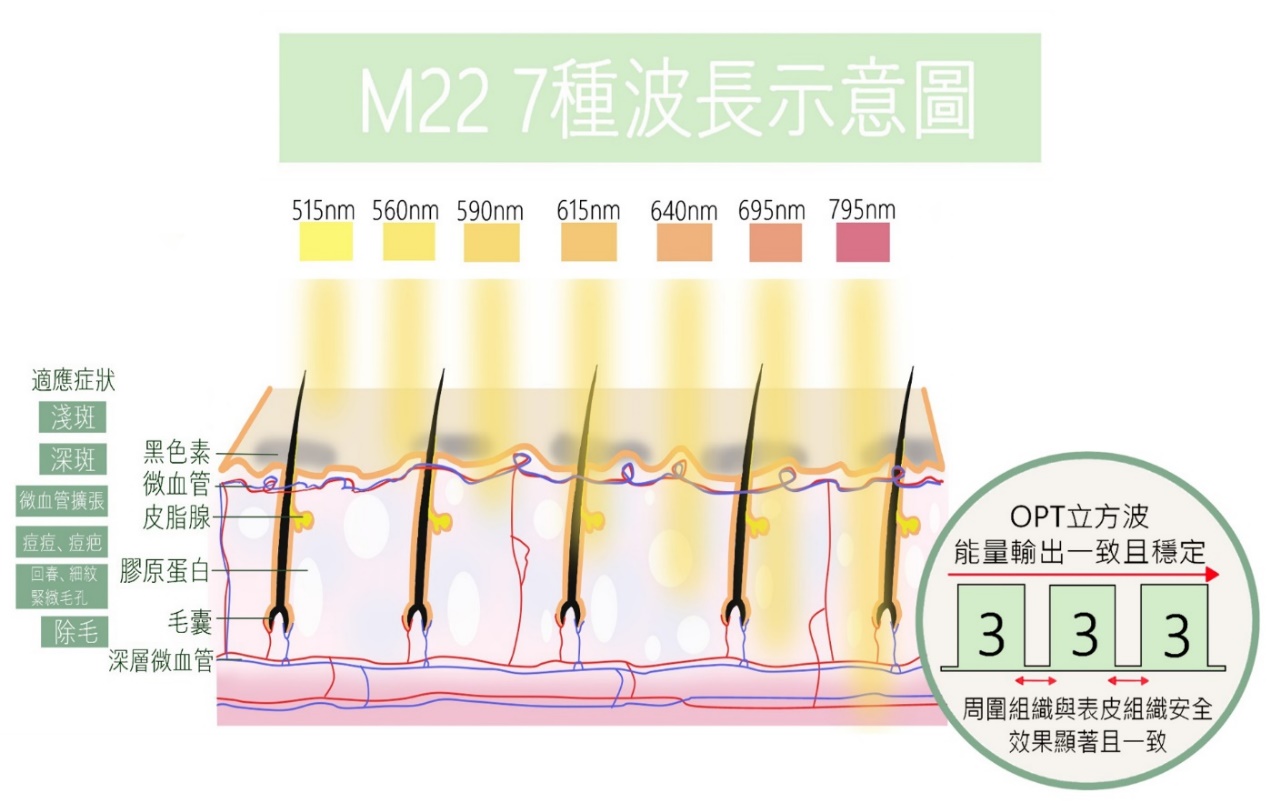 M22 7種波長示意圖
515nm 560nm 590nm 615nm 640nm 695nm 795nm
適應症狀
淺斑
深斑
微血管擴張
痘痘、痘疤
回春、細紋
緊緻毛孔
除毛
黑色素
微血管
皮脂腺
膠原蛋白
毛囊
深層微血管
OPT立方波
能量輸出一致且穩定
3 3 3
周圍組織與表皮組織安全
效果顯著且一致